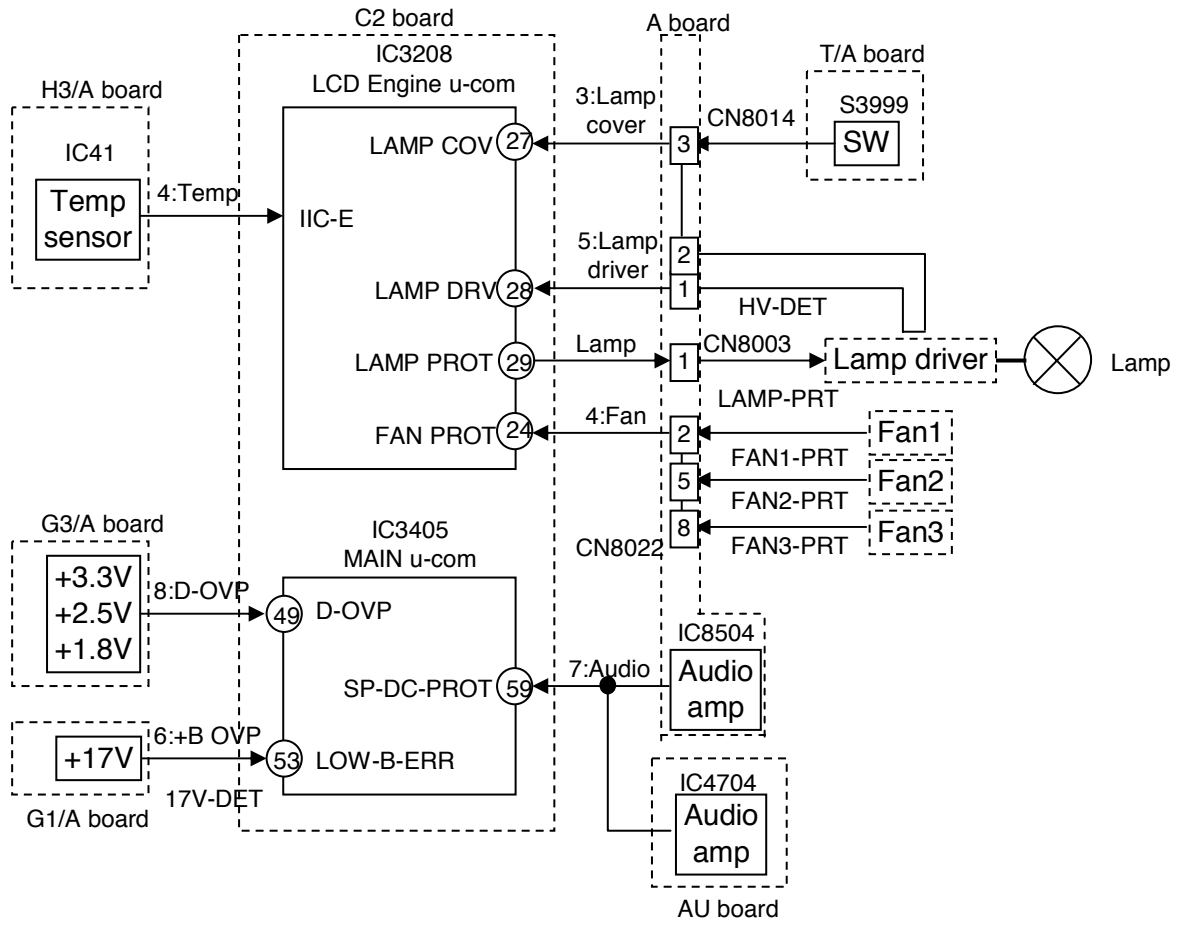 C2 board
A board
IC3208
LCD Engine u-com
T/A board
H3/A board
3:Lamp
cover
CN8014
S3999
SW
LAMP COV
27
3
IC41
Temp
sensor
4:Temp
IIC-E
5:Lamp
driver
2
LAMP DRV
28
1
HV-DET
LAMP PROT
29
Lamp
1
CN8003
Lamp driver
Lamp
LAMP-PRT
FAN PROT
24
4:Fan
2
Fan1
FAN1-PRT
5
Fan2
FAN2-PRT
8
Fan3
CN8022
FAN3-PRT
G3/A board
IC3405
MAIN u-com
+3.3V
+2.5V
+1.8V
8:D-OVP
49
D-OVP
IC8504
Audio
amp
SP-DC-PROT
59
7:Audio
+17V
6:+B OVP
53
LOW-B-ERR
17V-DET
G1/A board
IC4704
Audio
amp
AU board